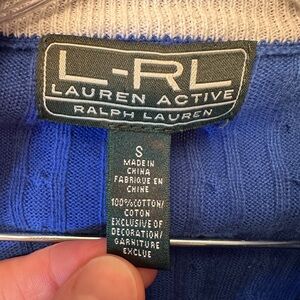 L-RL
LAUREN ACTIVE
RALPH LAUREN
S
MADE IN
CHINA
FABRIQUE EN
CHINE
100%COTTON/
COTON
EXCLUSIVE OF
DECORATION/
GARNITURE
EXCLUE